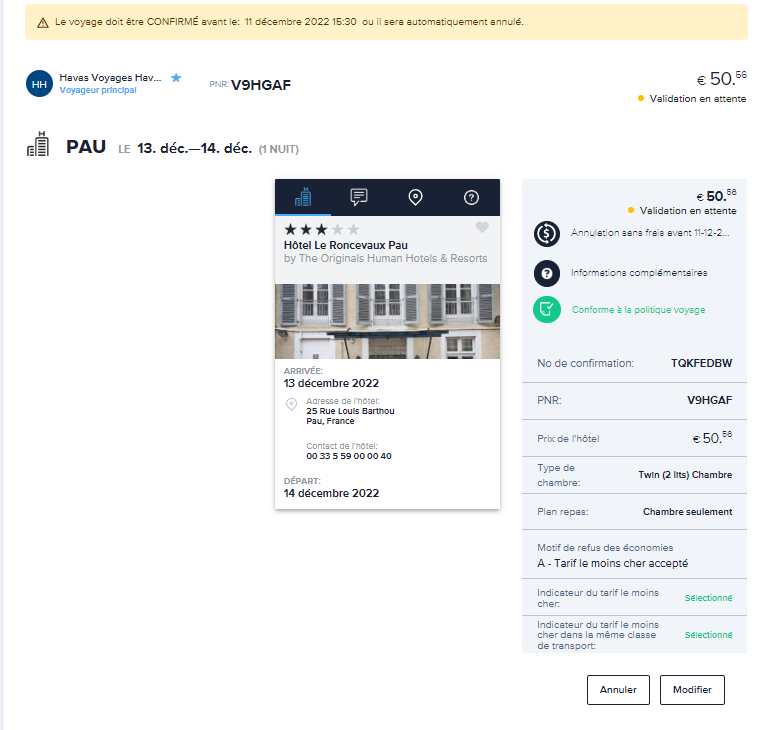 Le voyage doit être CONFIRMÉ avant le: 11 décembre 2022 15:30 ou il sera automatiquement annulé.
HH
Havas Voyages Hav...
Voyageur principal
PNR: V9HGAF
€ 50.56
Validation en attente
PAU LE 13. déc.—14. déc. (1 NUIT)
Hôtel Le Roncevaux Pau
by The Originals Human Hotels & Resorts
ARRIVÉE:
13 décembre 2022
Adresse de l'hôtel:
25 Rue Louis Barthou
Pau, France
Contact de l'hôtel:
00 33 5 59 00 00 40
DÉPART:
14 décembre 2022
€ 50.56
Validation en attente
Annulation sans frais avant 11-12-2...
Informations complémentaires
Conforme à la politique voyage
No de confirmation: TQKFEDBW
PNR: V9HGAF
Prix de l'hôtel € 50.56
Type de
chambre: Twin (2 lits) Chambre
Plan repas: Chambre seulement
Motif de refus des économies
A - Tarif le moins cher accepté
Indicateur du tarif le moins
cher: Sélectionné
Indicateur du tarif le moins
cher dans la même classe
de transport: Sélectionné
Annuler Modifier